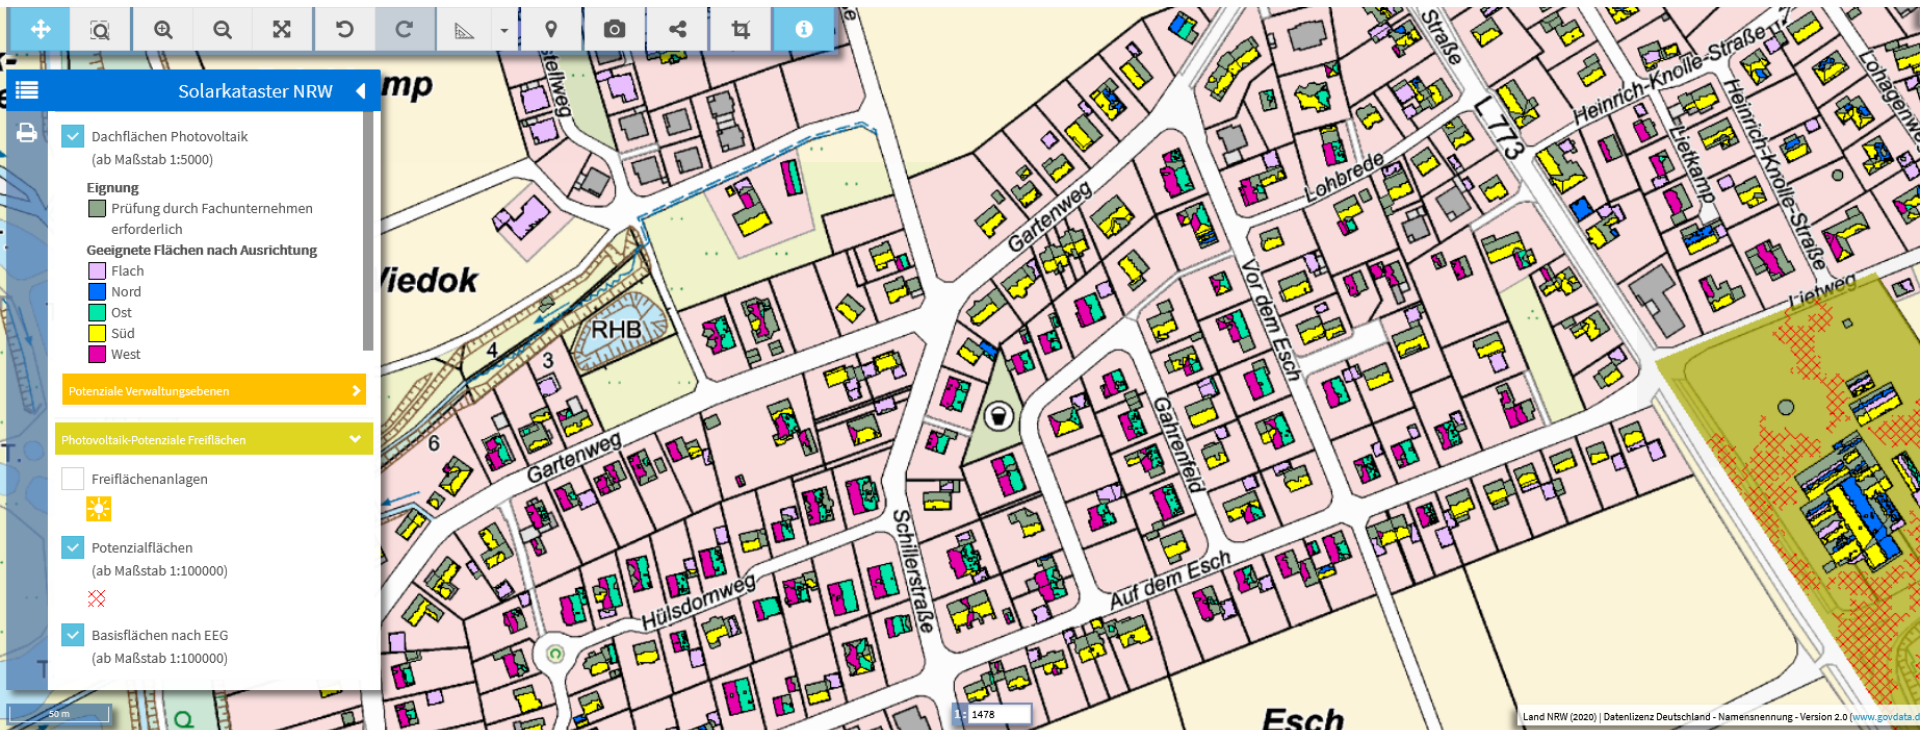 Solarkataster NRW
Dachflächen Photovoltaik
(ab Maßstab 1:5000)
Eignung
Prüfung durch Fachunternehmen
erforderlich
Geeignete Flächen nach Ausrichtung
Flach
Nord
Ost
Süd
West
Potenziale Verwaltungsebenen
Photovoltaik-Potenziale Freiflächen
Freiflächenanlagen
Potenzialflächen
(ab Maßstab 1:100000)
Basisflächen nach EEG
(ab Maßstab 1:100000)
50 m
mp
stellweg
Viedok
RHB
4
3
6
Gartenweg
Gartenweg
Hülsdornweg
Schillerstraße
Gahrenfeld
Auf dem Esch
Vor dem Esch
Lohbrede
Straße
L 773
Heinrich-Knolle-Straße
Heinrich-Knolle-Straße
Lietkamp
Lohagenweg
Lietweg
Esch
1: 1478
Land NRW (2020) | Datenlizenz Deutschland - Namensnennung - Version 2.0 (www.govdata.d